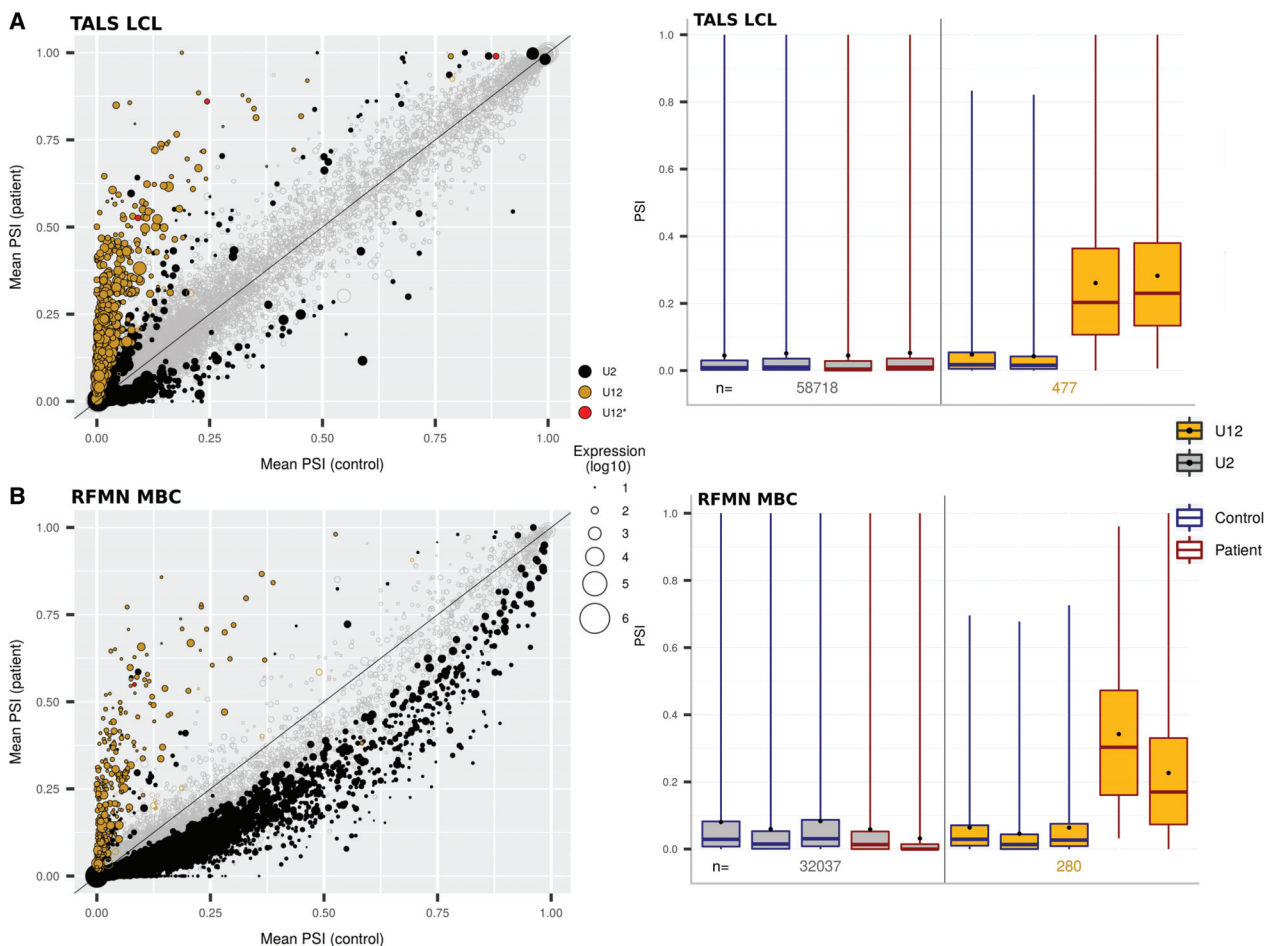 A
TALS LCL
1.00
0.75
0.50
0.25
0.00
Mean PSI (patient)
0.00 0.25 0.50 0.75 1.00
Mean PSI (control)
U2
U12
U12*
TALS LCL
1.0
0.8
0.6
0.4
0.2
0.0
PSI
n= 58718 477
Expression
(log10)
1
2
3
4
5
6
U12
U2
Control
Patient
B
RFMN MBC
1.00
0.75
0.50
0.25
0.00
Mean PSI (patient)
0.00 0.25 0.50 0.75 1.00
Mean PSI (control)
RFMN MBC
1.0
0.8
0.6
0.4
0.2
0.0
PSI
n= 32037 280